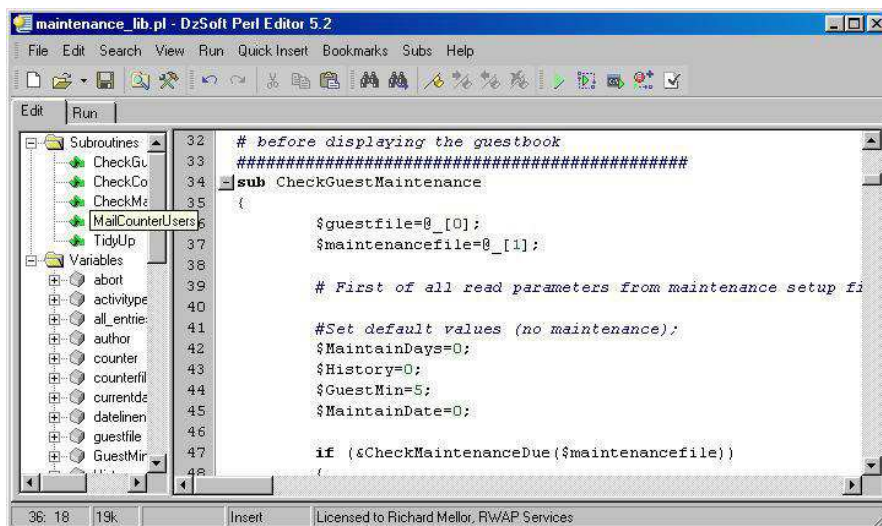 maintenance_lib.pl - DzSoft Perl Editor 5.2
File Edit Search View Run Quick Insert Bookmarks Subs Help
Edit Run
Subroutines
CheckGu
CheckCo
CheckMa
MailCounterUsers
TidyUp
Variables
abort
activitype
all_entrie
author
counter
counterfil
currentda
datelinen
guestfile
GuestMin
32 # before displaying the guestbook
33 ##############################################
34 sub CheckGuestMaintenance
35 {
6 $guestfile=@_[0];
37 $maintenancefile=@_[1];
38
39 # First of all read parameters from maintenance setup fi
40
41 #Set default values (no maintenance);
42 $MaintainDays=0;
43 $History=0;
44 $GuestMin=5;
45 $MaintainDate=0;
46
47 if (&CheckMaintenanceDue($maintenancefile))
48 {
36: 18 19k Insert Licensed to Richard Mellor, RWAP Services